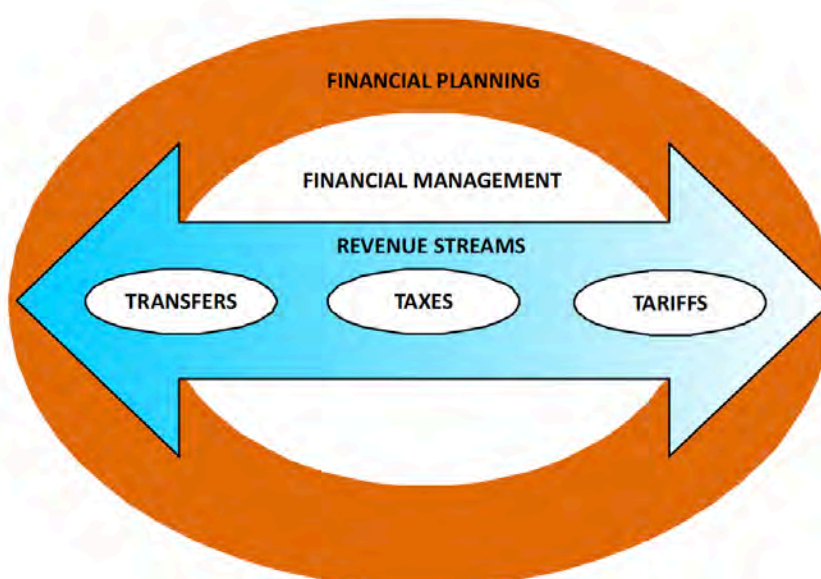 FINANCIAL PLANNING
FINANCIAL MANAGEMENT
REVENUE STREAMS
TRANSFERS
TAXES
TARIFFS